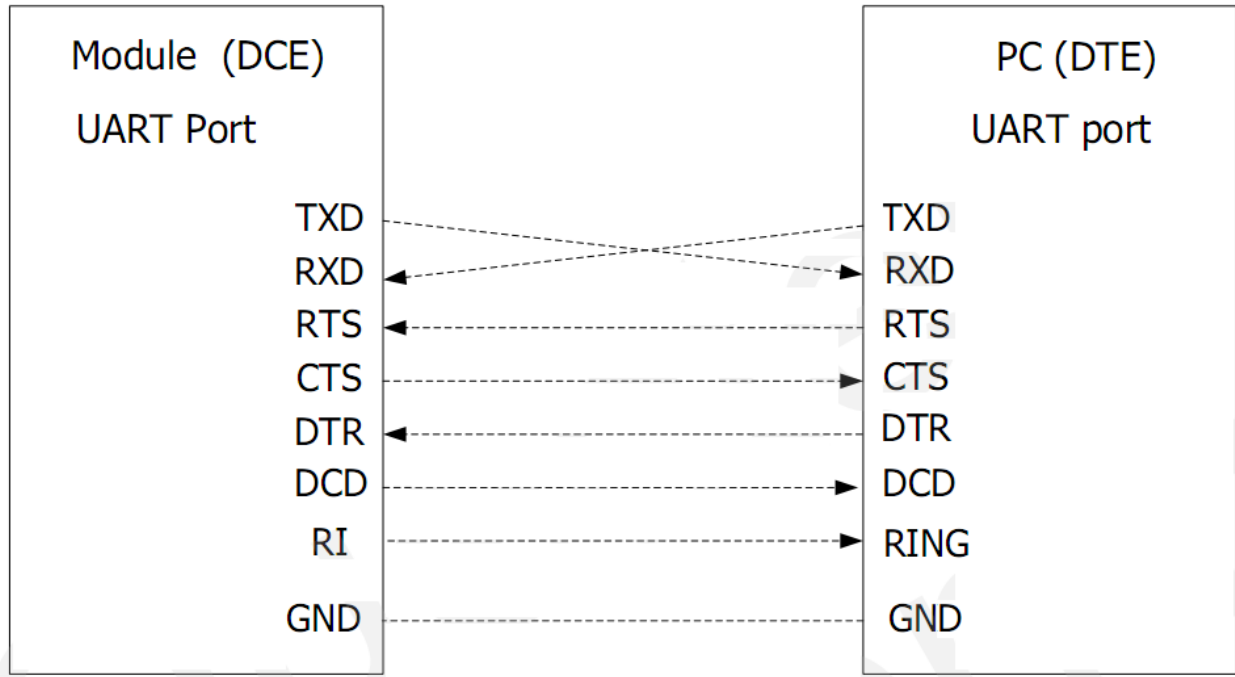 Module (DCE)
UART Port
TXD
RXD
RTS
CTS
DTR
DCD
RI
GND
PC (DTE)
UART port
TXD
RXD
RTS
CTS
DTR
DCD
RING
GND